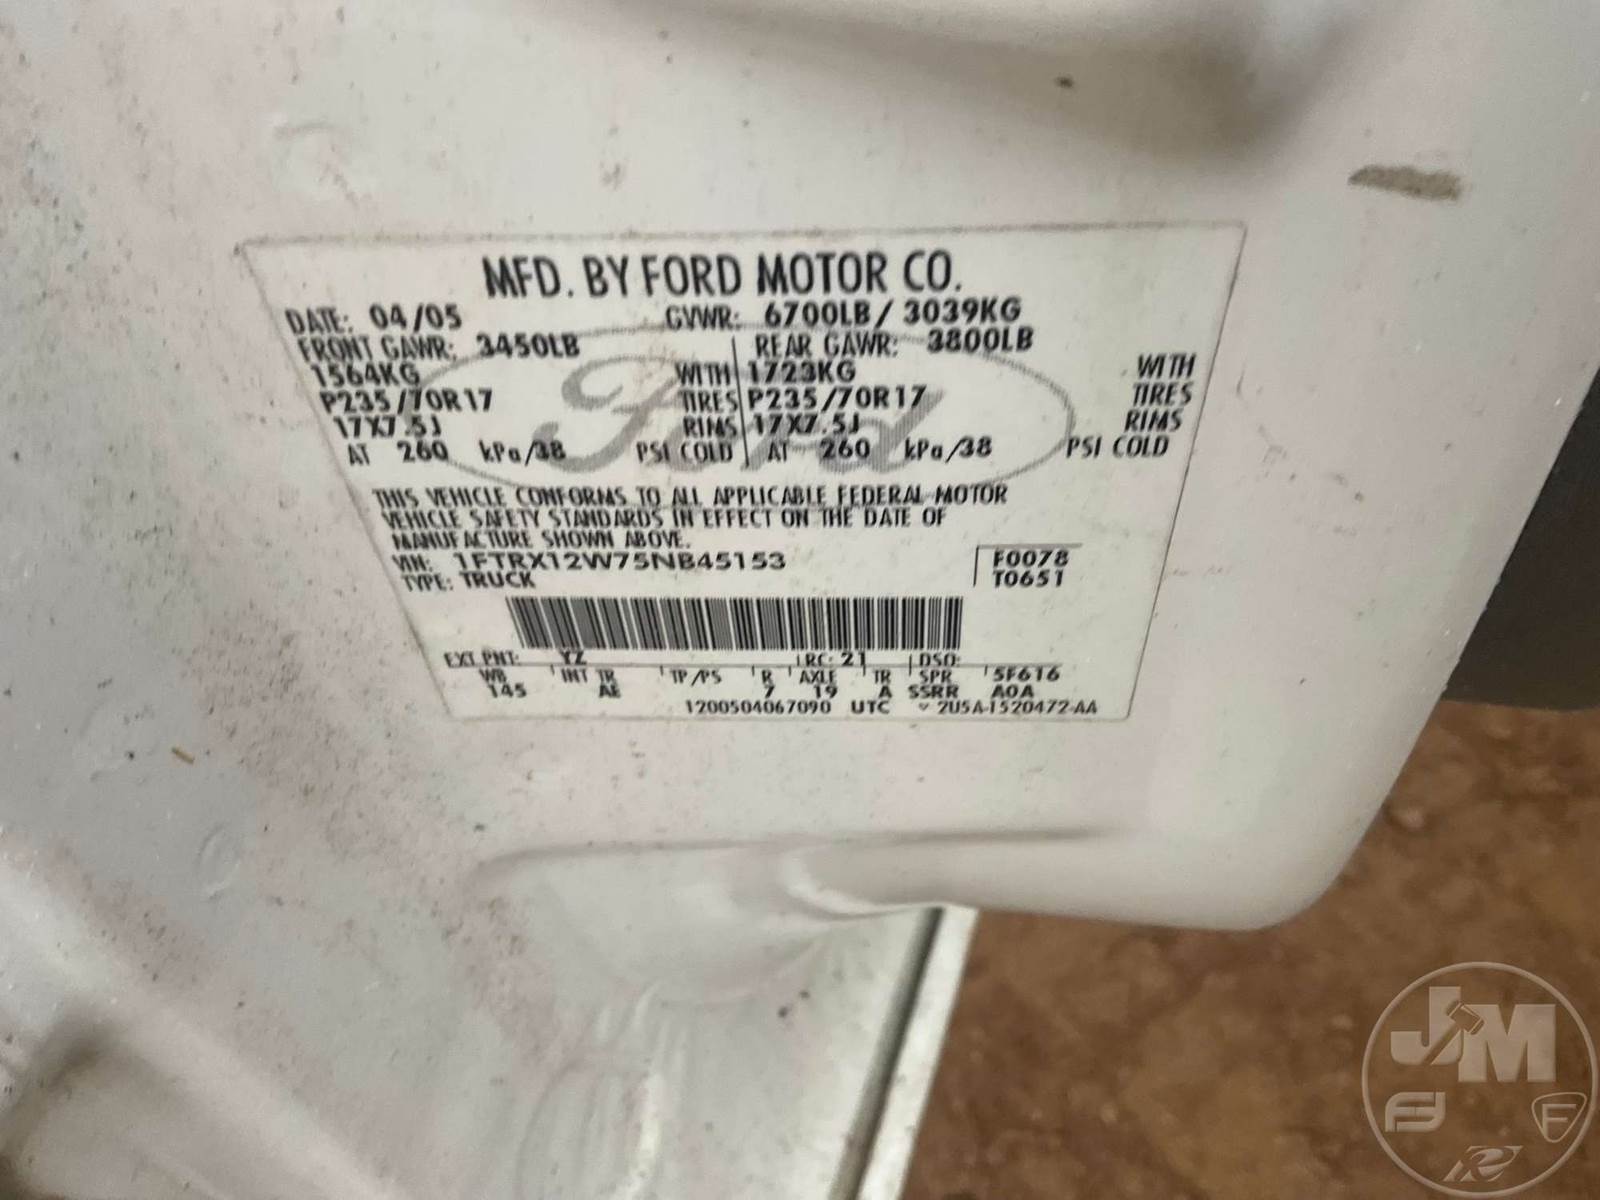 MFD. BY FORD MOTOR CO.
DATE: 04/05 GVWR: 6700LB / 3039KG
FRONT GAWR: 3450LB REAR GAWR: 3800LB
1564KG WITH 1723KG WITH
P235/70R17 TIRES P235/70R17 TIRES
17X7.5J RIMS 17X7.5J RIMS
AT 260 kPa/38 PSI COLD AT 260 kPa/38 PSI COLD
Ford
THIS VEHICLE CONFORMS TO ALL APPLICABLE FEDERAL MOTOR
VEHICLE SAFETY STANDARDS IN EFFECT ON THE DATE OF
MANUFACTURE SHOWN ABOVE.
VIN: 1FTRX12W75NB45153 F0078
TYPE: TRUCK T0651
EXT PNT: YZ RC: 21 DSO:
WB INT TR TP/PS R AXLE TR SPR 5F616
145 AE 7 19 A SSRR A0A
1200504067090 UTC 2U5A-1520472-AA
JM
F